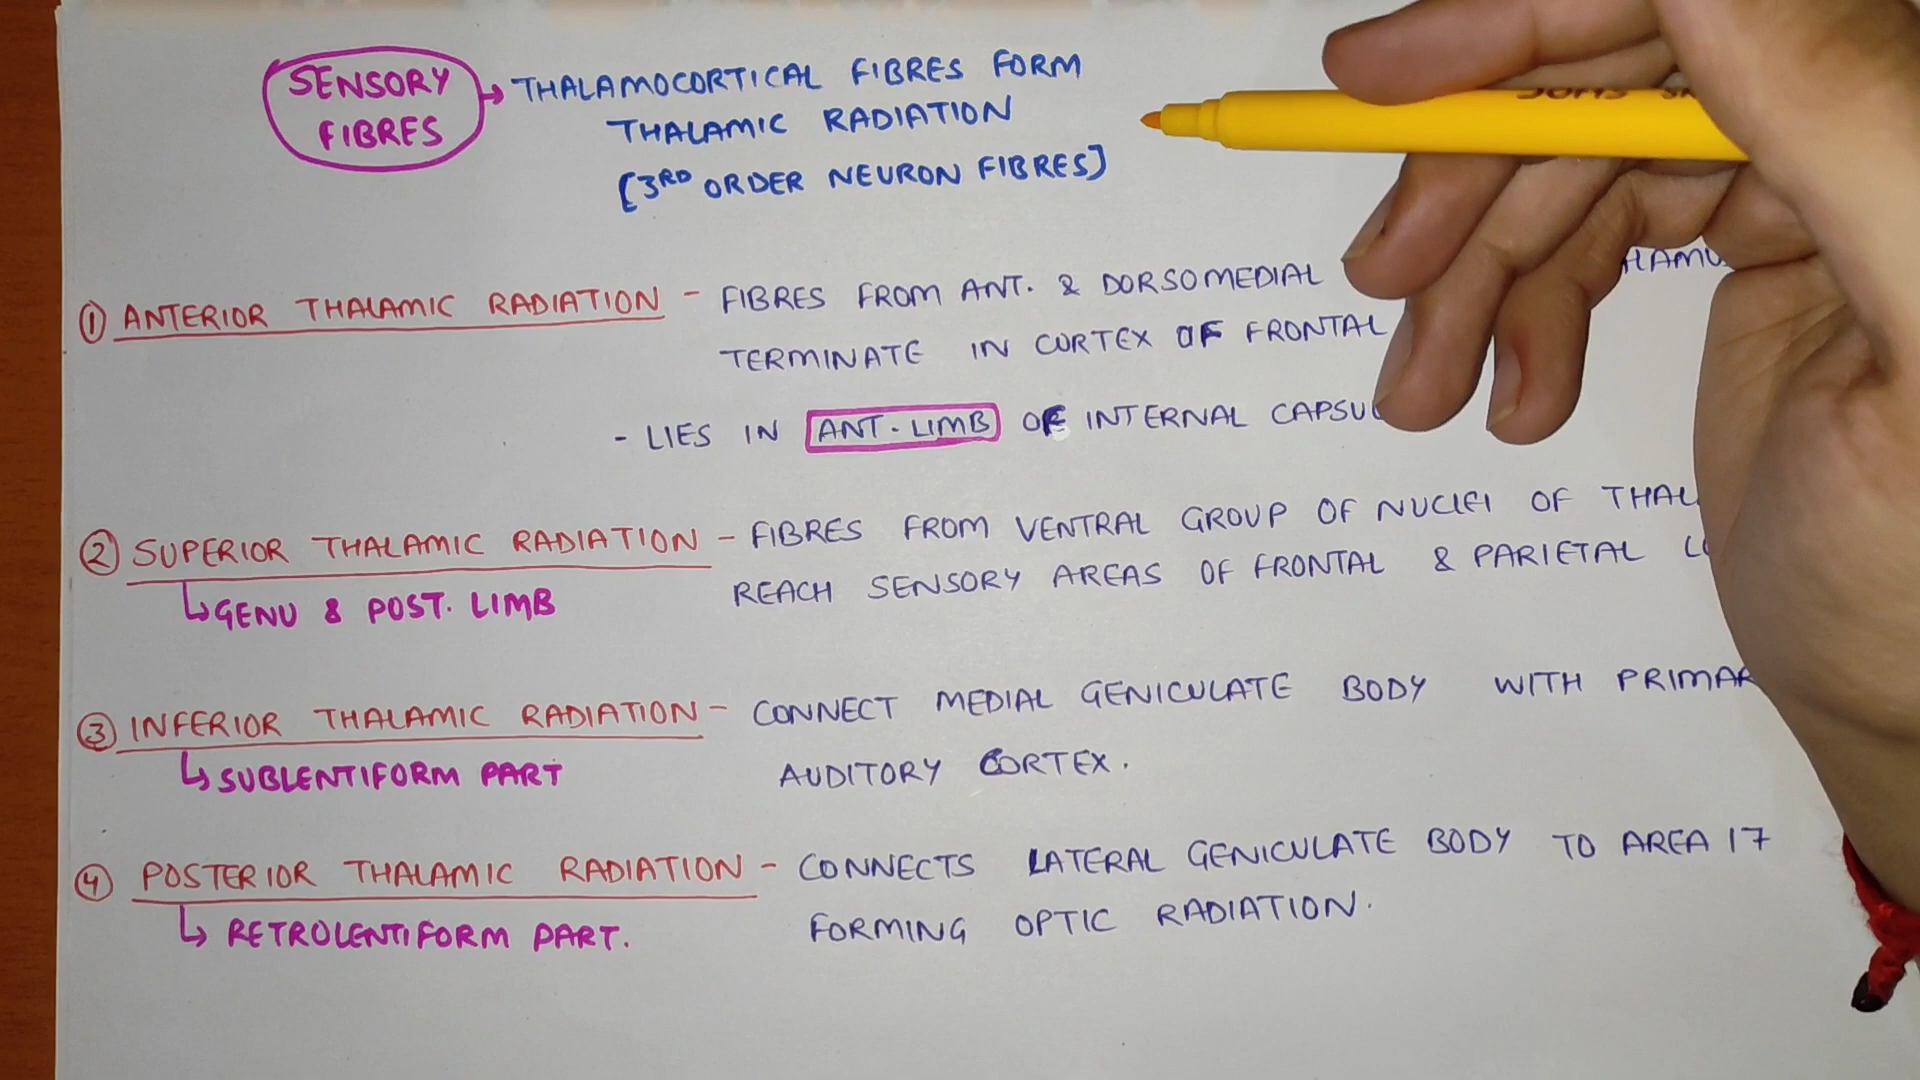 SENSORY FIBRES → THALAMOCORTICAL FIBRES FORM
THALAMIC RADIATION
[3RD ORDER NEURON FIBRES]
① ANTERIOR THALAMIC RADIATION - FIBRES FROM ANT. & DORSOMEDIAL
TERMINATE IN CORTEX OF FRONTAL
- LIES IN ANT. LIMB OF INTERNAL
② SUPERIOR THALAMIC RADIATION - FIBRES FROM VENTRAL GROUP OF NUCLEI OF
REACH SENSORY AREAS OF FRONTAL & PARIETAL
↳ GENU & POST. LIMB
③ INFERIOR THALAMIC RADIATION - CONNECT MEDIAL GENICULATE BODY WITH
AUDITORY CORTEX.
↳ SUBLENTIFORM PART
④ POSTERIOR THALAMIC RADIATION - CONNECTS LATERAL GENICULATE BODY TO AREA 17
FORMING OPTIC RADIATION.
↳ RETROLENTIFORM PART.